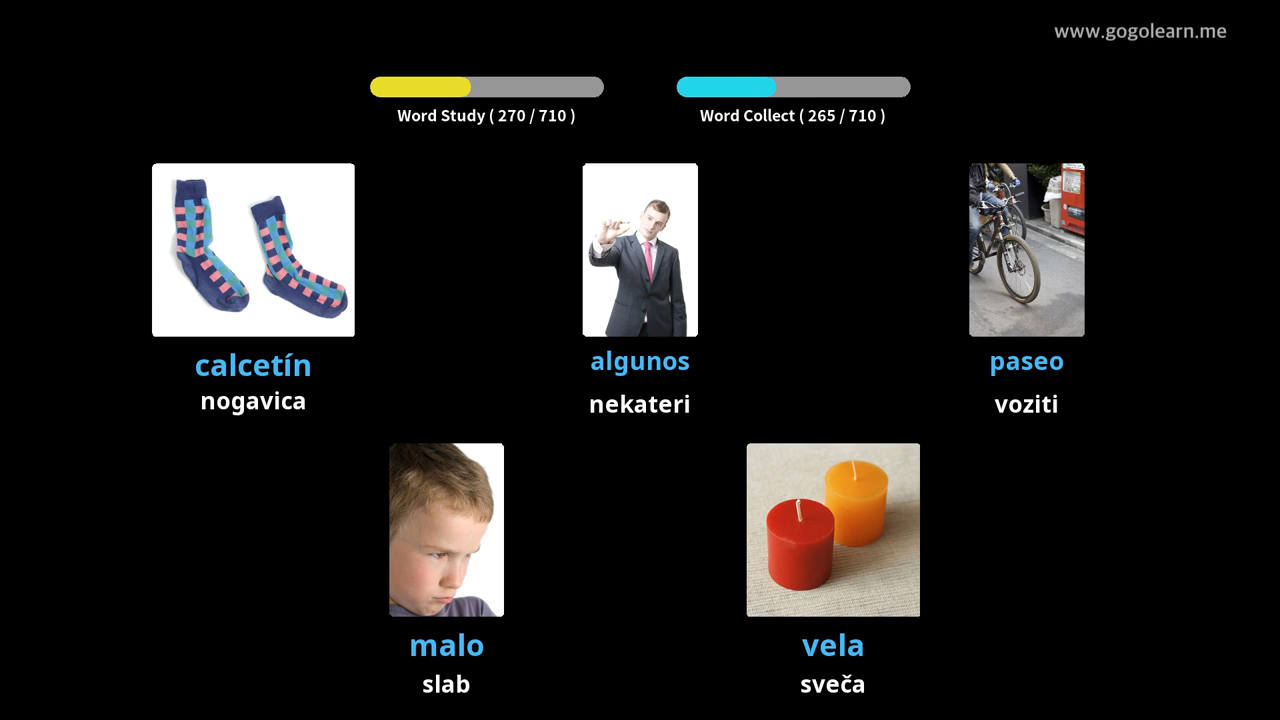 www.gogolearn.me
Word Study ( 270 / 710 )
Word Collect ( 265 / 710 )
calcetín
nogavica
algunos
nekateri
paseo
voziti
malo
slab
vela
sveča